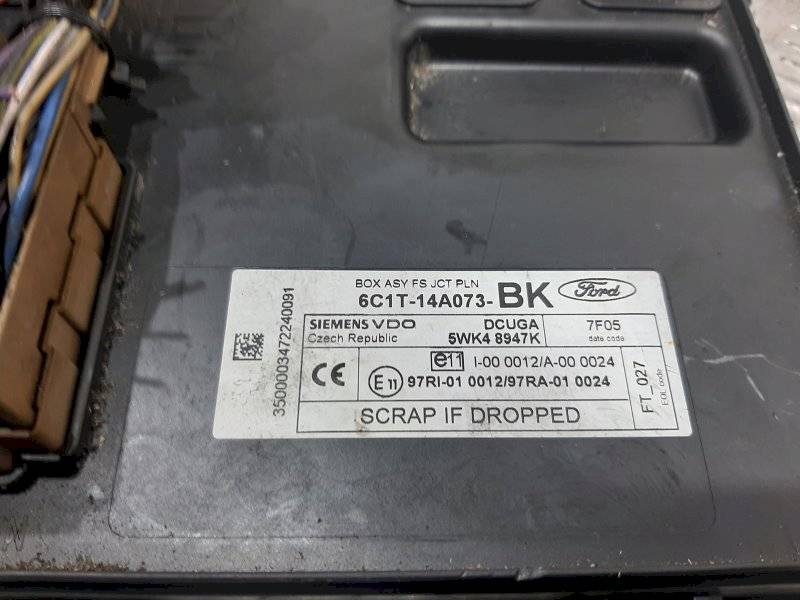 BOX ASY FS JCT PLN
6C1T-14A073-BK Ford
SIEMENS VDO DCUGA 7F05
Czech Republic 5WK4 8947K date code
e11 I-00 0012/A-00 0024
CE E11 97RI-01 0012/97RA-01 0024
SCRAP IF DROPPED
FT_027
EOL code
3500003472240091